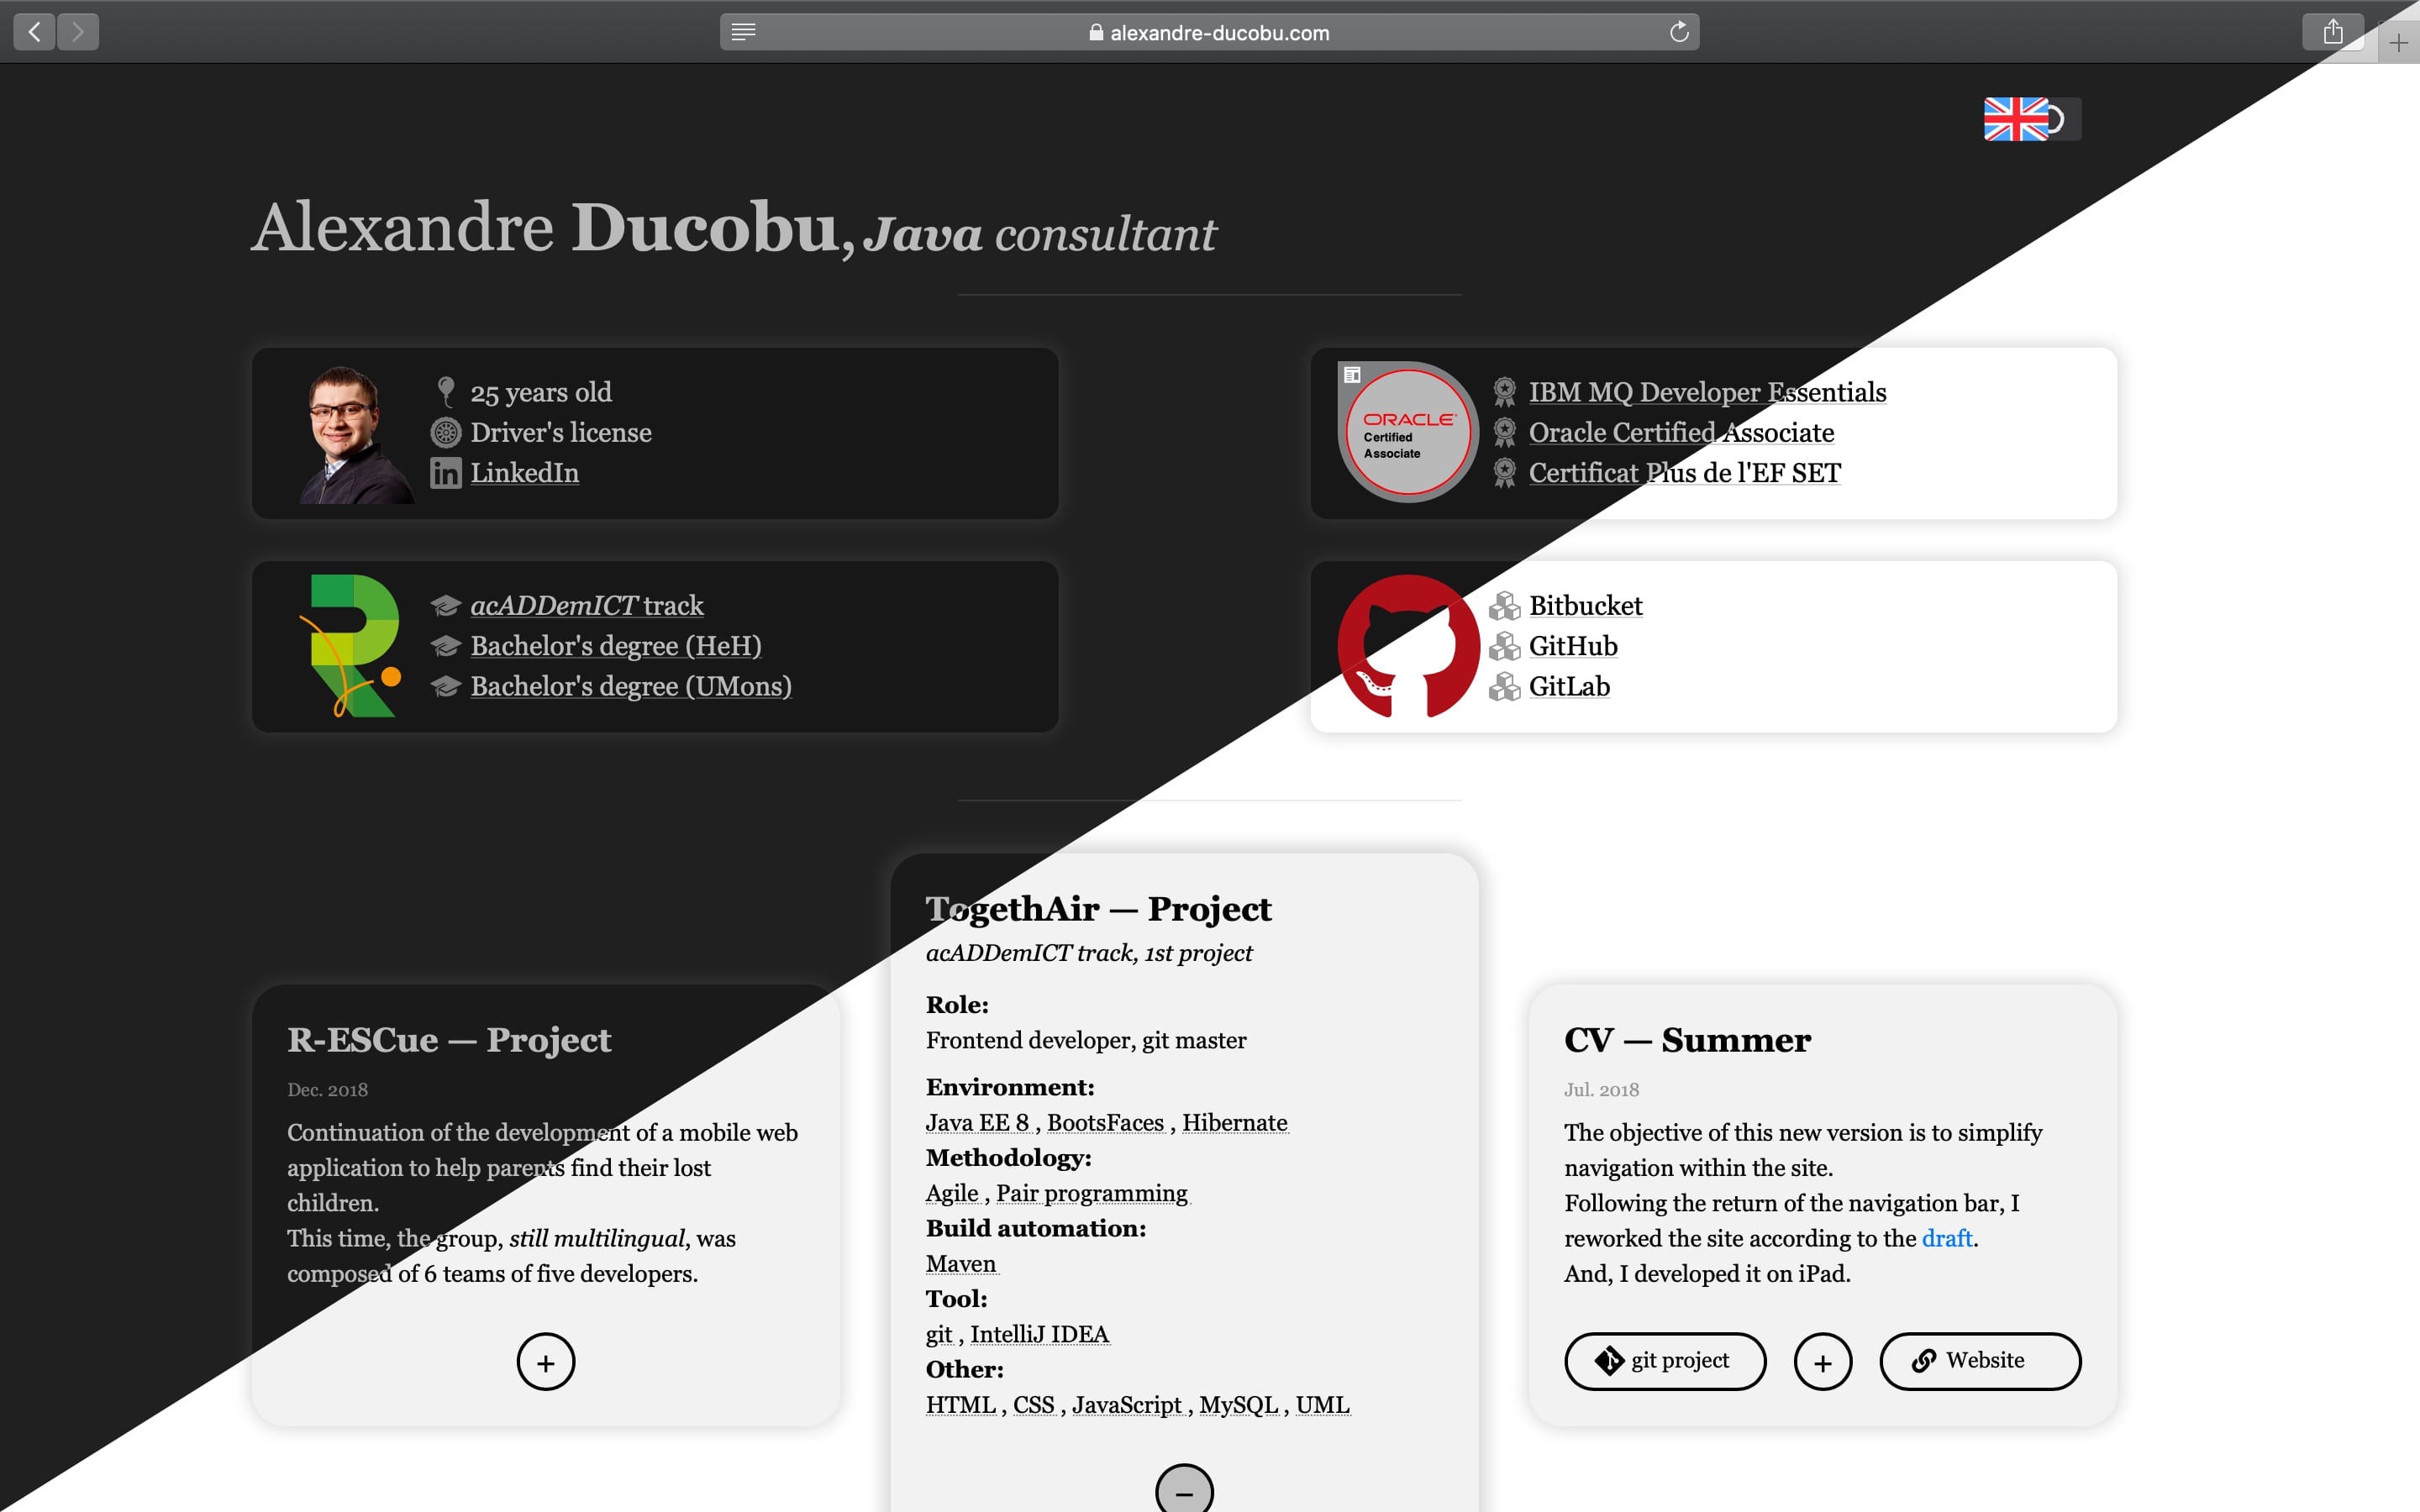 alexandre-ducobu.com
Alexandre Ducobu, Java consultant
25 years old
Driver's license
in LinkedIn
ORACLE
Certified
Associate
IBM MQ Developer Essentials
Oracle Certified Associate
Certificat Plus de l'EF SET
acADDemICT track
Bachelor's degree (HeH)
Bachelor's degree (UMons)
Bitbucket
GitHub
GitLab
R-ESCue — Project
Dec. 2018
Continuation of the development of a mobile web
application to help parents find their lost
children.
This time, the group, still multilingual, was
composed of 6 teams of five developers.
+
TogethAir — Project
acADDemICT track, 1st project
Role:
Frontend developer, git master
Environment:
Java EE 8 , BootsFaces , Hibernate
Methodology:
Agile , Pair programming
Build automation:
Maven
Tool:
git , IntelliJ IDEA
Other:
HTML , CSS , JavaScript , MySQL , UML
−
CV — Summer
Jul. 2018
The objective of this new version is to simplify
navigation within the site.
Following the return of the navigation bar, I
reworked the site according to the draft.
And, I developed it on iPad.
git project
+
Website